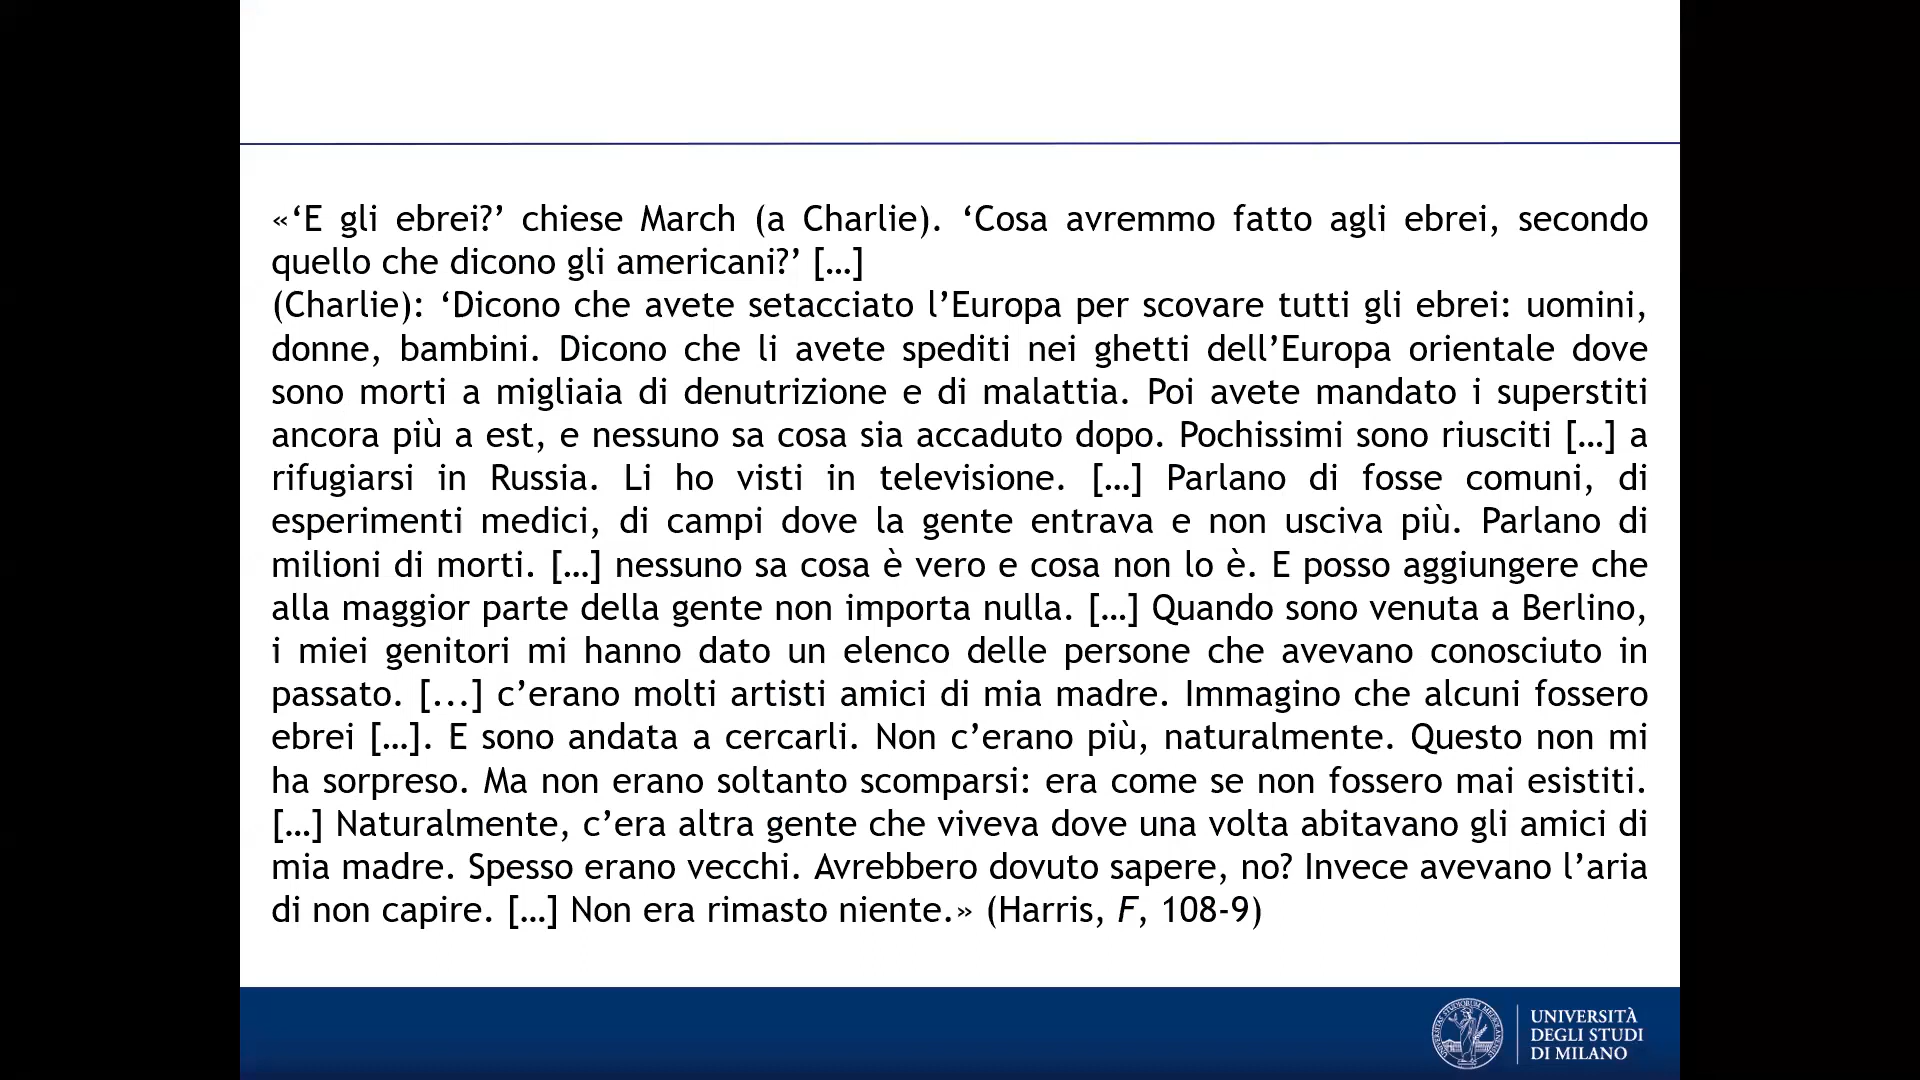 «‘E gli ebrei?’ chiese March (a Charlie). ‘Cosa avremmo fatto agli ebrei, secondo
quello che dicono gli americani?’ […]
(Charlie): ‘Dicono che avete setacciato l’Europa per scovare tutti gli ebrei: uomini,
donne, bambini. Dicono che li avete spediti nei ghetti dell’Europa orientale dove
sono morti a migliaia di denutrizione e di malattia. Poi avete mandato i superstiti
ancora più a est, e nessuno sa cosa sia accaduto dopo. Pochissimi sono riusciti […] a
rifugiarsi in Russia. Li ho visti in televisione. […] Parlano di fosse comuni, di
esperimenti medici, di campi dove la gente entrava e non usciva più. Parlano di
milioni di morti. […] nessuno sa cosa è vero e cosa non lo è. E posso aggiungere che
alla maggior parte della gente non importa nulla. […] Quando sono venuta a Berlino,
i miei genitori mi hanno dato un elenco delle persone che avevano conosciuto in
passato. [...] c’erano molti artisti amici di mia madre. Immagino che alcuni fossero
ebrei […]. E sono andata a cercarli. Non c’erano più, naturalmente. Questo non mi
ha sorpreso. Ma non erano soltanto scomparsi: era come se non fossero mai esistiti.
[…] Naturalmente, c’era altra gente che viveva dove una volta abitavano gli amici di
mia madre. Spesso erano vecchi. Avrebbero dovuto sapere, no? Invece avevano l’aria
di non capire. […] Non era rimasto niente.» (Harris, F, 108-9)
UNIVERSITÀ
DEGLI STUDI
DI MILANO